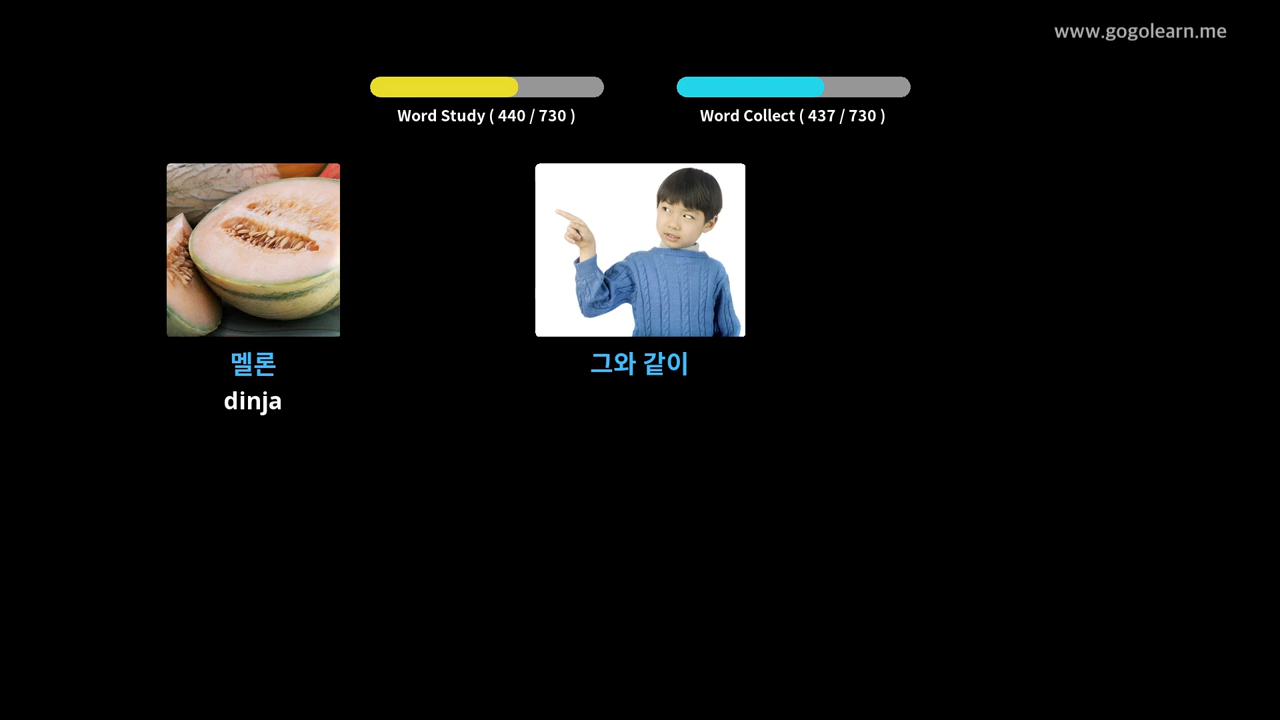 www.gogolearn.me
Word Study ( 440 / 730 )
Word Collect ( 437 / 730 )
멜론
dinja
그와 같이